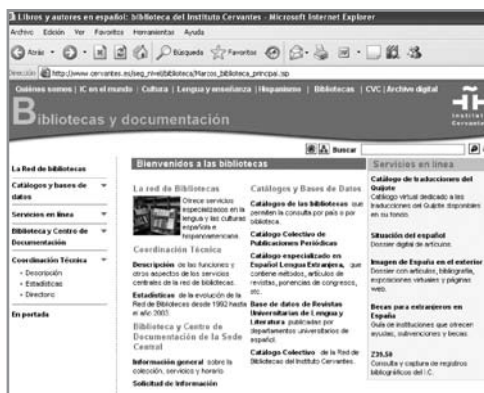 Libros y autores en español: biblioteca del Instituto Cervantes - Microsoft Internet Explorer
Archivo Edición Ver Favoritos Herramientas Ayuda
Atrás Búsqueda Favoritos
Dirección http://www.cervantes.es/seg_nivel/biblioteca/Marcos_biblioteca_principal.jsp
Quiénes somos | IC en el mundo | Cultura | Lengua y enseñanza | Hispanismo | Bibliotecas | CVC | Archivo digital
Bibliotecas y documentación
Instituto
Cervantes
Buscar
La Red de bibliotecas
Catálogos y bases de
datos
Servicios en línea
Biblioteca y Centro de
Documentación
Coordinación Técnica
Descripción
Estadísticas
Directorio
En portada
Bienvenidos a las bibliotecas
La red de Bibliotecas
Ofrece servicios
especializados en la
lengua y las culturas
española e
hispanoamericana.
Coordinación Técnica
Descripción de las funciones y
otros aspectos de los servicios
centrales de la red de bibliotecas.
Estadísticas de la evolución de la
Red de Bibliotecas desde 1992 hasta
el año 2003.
Biblioteca y Centro de
Documentación de la Sede
Central
Información general sobre la
colección, servicios y horario.
Solicitud de Información
Catálogos y Bases de Datos
Catálogos de las bibliotecas que
permiten la consulta por país o por
biblioteca.
Catálogo Colectivo de
Publicaciones Periódicas
Catálogo especializado en
Español Lengua Extranjera, que
contiene métodos, artículos de
revistas, ponencias de congresos,
etc.
Base de datos de Revistas
Universitarias de Lengua y
Literatura publicadas por
departamentos universitarios de
español.
Catálogo Colectivo de la Red de
Bibliotecas del Instituto Cervantes.
Servicios en línea
Catálogo de traducciones del
Quijote
Catálogo virtual dedicado a las
traducciones del Quijote disponibles
en su fondo.
Situación del español
Dossier digital de artículos.
Imagen de España en el exterior
Dossier con artículos, bibliografía,
exposiciones virtuales y páginas
web.
Becas para extranjeros en
España
Guía de instituciones que ofrecen
ayudas, subvenciones y becas.
Z39.50
Consulta y captura de registros
bibliográficos del I.C.